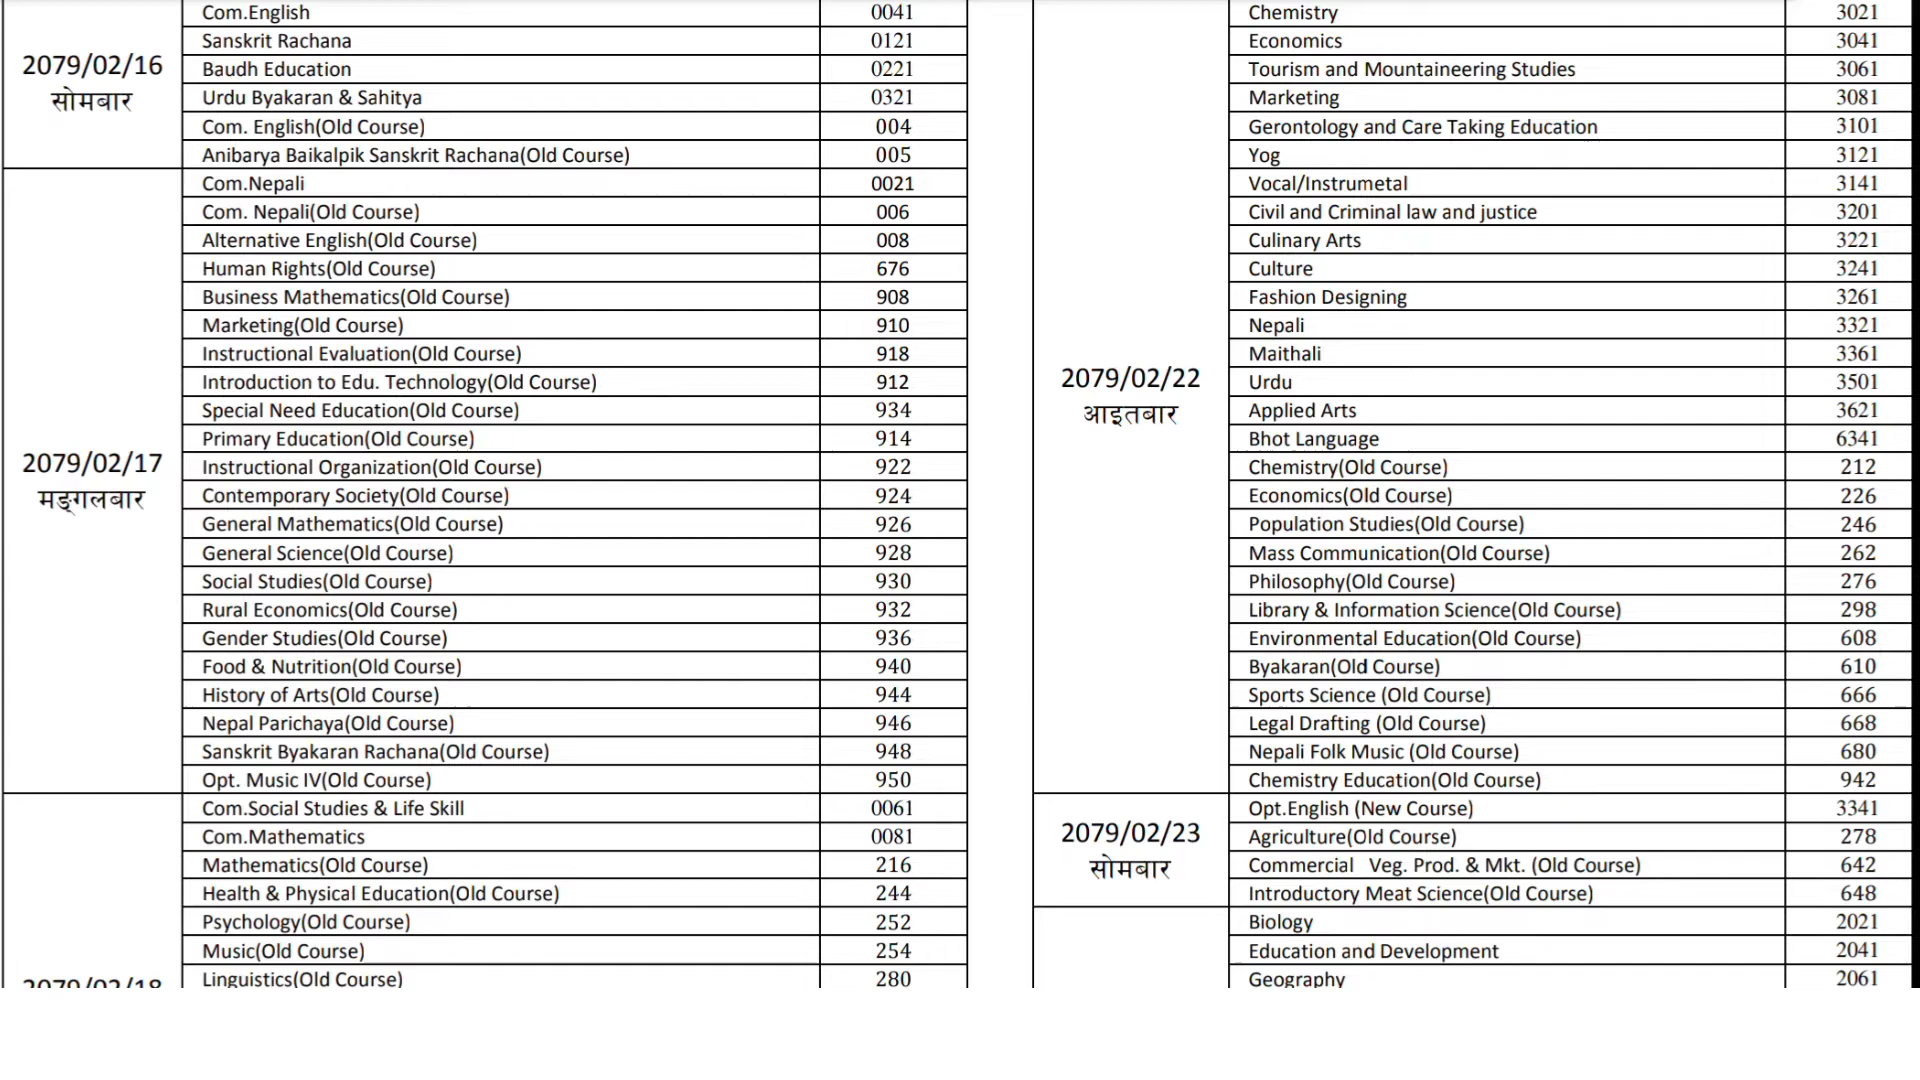 Com.English 0041
2079/02/16
सोमबार
Sanskrit Rachana 0121
Baudh Education 0221
Urdu Byakaran & Sahitya 0321
Com. English(Old Course) 004
Anibarya Baikalpik Sanskrit Rachana(Old Course) 005
2079/02/17
मङ्गलबार
Com.Nepali 0021
Com. Nepali(Old Course) 006
Alternative English(Old Course) 008
Human Rights(Old Course) 676
Business Mathematics(Old Course) 908
Marketing(Old Course) 910
Instructional Evaluation(Old Course) 918
Introduction to Edu. Technology(Old Course) 912
Special Need Education(Old Course) 934
Primary Education(Old Course) 914
Instructional Organization(Old Course) 922
Contemporary Society(Old Course) 924
General Mathematics(Old Course) 926
General Science(Old Course) 928
Social Studies(Old Course) 930
Rural Economics(Old Course) 932
Gender Studies(Old Course) 936
Food & Nutrition(Old Course) 940
History of Arts(Old Course) 944
Nepal Parichaya(Old Course) 946
Sanskrit Byakaran Rachana(Old Course) 948
Opt. Music IV(Old Course) 950
2079/02/18
Com.Social Studies & Life Skill 0061
Com.Mathematics 0081
Mathematics(Old Course) 216
Health & Physical Education(Old Course) 244
Psychology(Old Course) 252
Music(Old Course) 254
Linguistics(Old Course) 280
2079/02/22
आइतबार
Chemistry 3021
Economics 3041
Tourism and Mountaineering Studies 3061
Marketing 3081
Gerontology and Care Taking Education 3101
Yog 3121
Vocal/Instrumetal 3141
Civil and Criminal law and justice 3201
Culinary Arts 3221
Culture 3241
Fashion Designing 3261
Nepali 3321
Maithali 3361
Urdu 3501
Applied Arts 3621
Bhot Language 6341
Chemistry(Old Course) 212
Economics(Old Course) 226
Population Studies(Old Course) 246
Mass Communication(Old Course) 262
Philosophy(Old Course) 276
Library & Information Science(Old Course) 298
Environmental Education(Old Course) 608
Byakaran(Old Course) 610
Sports Science (Old Course) 666
Legal Drafting (Old Course) 668
Nepali Folk Music (Old Course) 680
Chemistry Education(Old Course) 942
2079/02/23
सोमबार
Opt.English (New Course) 3341
Agriculture(Old Course) 278
Commercial Veg. Prod. & Mkt. (Old Course) 642
Introductory Meat Science(Old Course) 648
Biology 2021
Education and Development 2041
Geography 2061